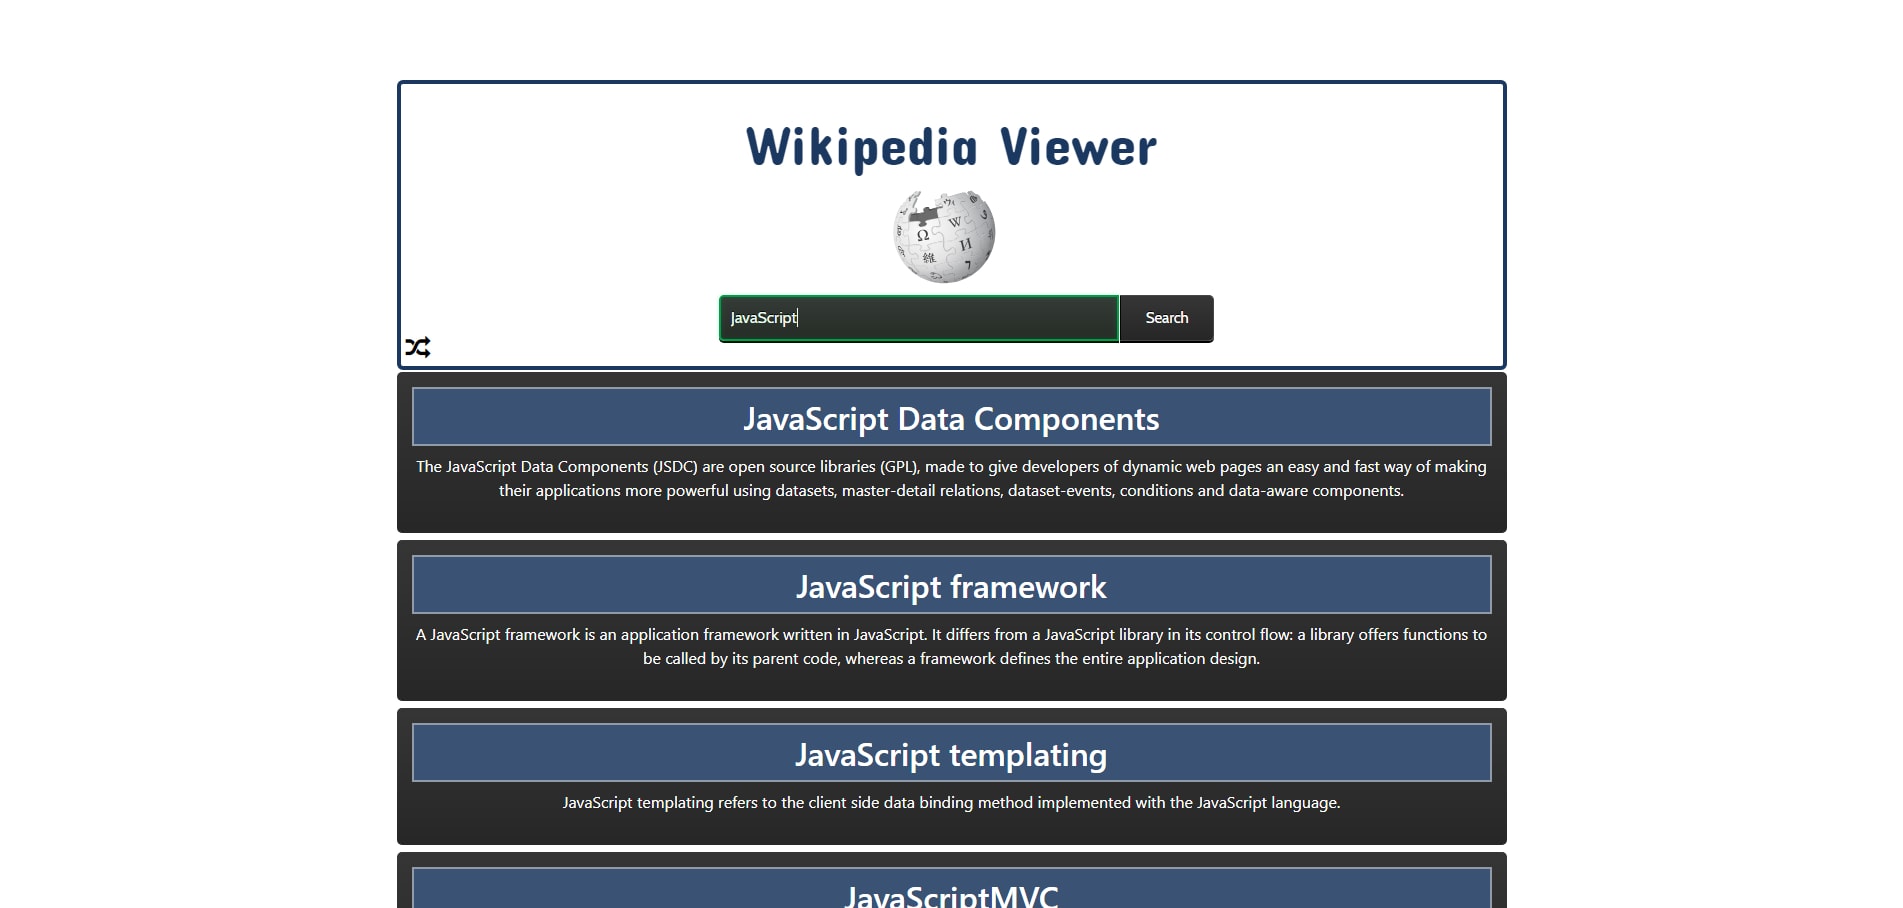 Wikipedia Viewer
Ω W И 維 7
JavaScript
Search
JavaScript Data Components
The JavaScript Data Components (JSDC) are open source libraries (GPL), made to give developers of dynamic web pages an easy and fast way of making
their applications more powerful using datasets, master-detail relations, dataset-events, conditions and data-aware components.
JavaScript framework
A JavaScript framework is an application framework written in JavaScript. It differs from a JavaScript library in its control flow: a library offers functions to
be called by its parent code, whereas a framework defines the entire application design.
JavaScript templating
JavaScript templating refers to the client side data binding method implemented with the JavaScript language.
JavaScriptMVC